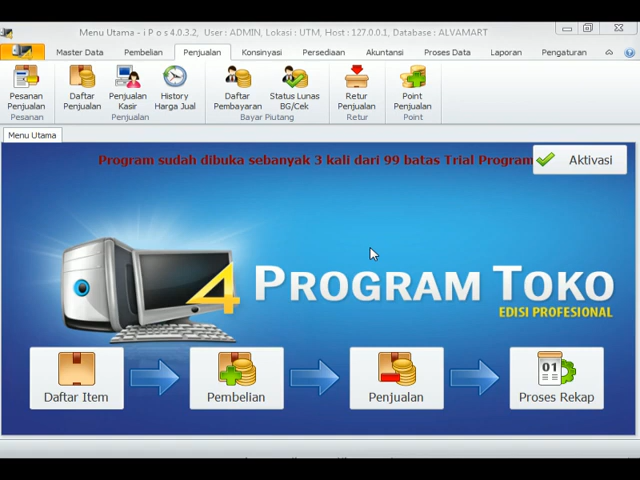 Menu Utama - i P o s 4.0.3.2, User : ADMIN, Lokasi : UTM, Host : 127.0.0.1, Database : ALVAMART
Master Data Pembelian Penjualan Konsinyasi Persediaan Akuntansi Proses Data Laporan Pengaturan
Pesanan Penjualan
Daftar Penjualan
Penjualan Kasir
History Harga Jual
Daftar Pembayaran
Status Lunas BG/Cek
Retur Penjualan
Point Penjualan
Pesanan Penjualan Bayar Piutang Retur Point
Menu Utama
Program sudah dibuka sebanyak 3 kali dari 99 batas Trial Program
Aktivasi
4 PROGRAM TOKO
EDISI PROFESIONAL
Daftar Item Pembelian Penjualan 01 Proses Rekap